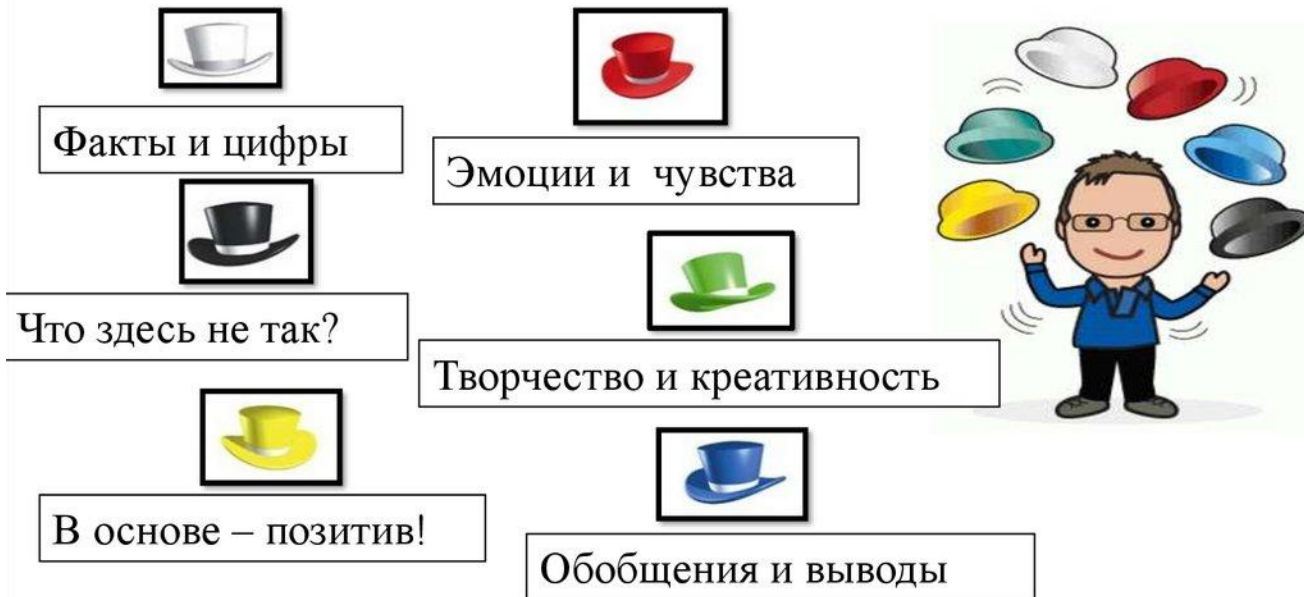 Факты и цифры
Эмоции и чувства
Что здесь не так?
Творчество и креативность
В основе – позитив!
Обобщения и выводы